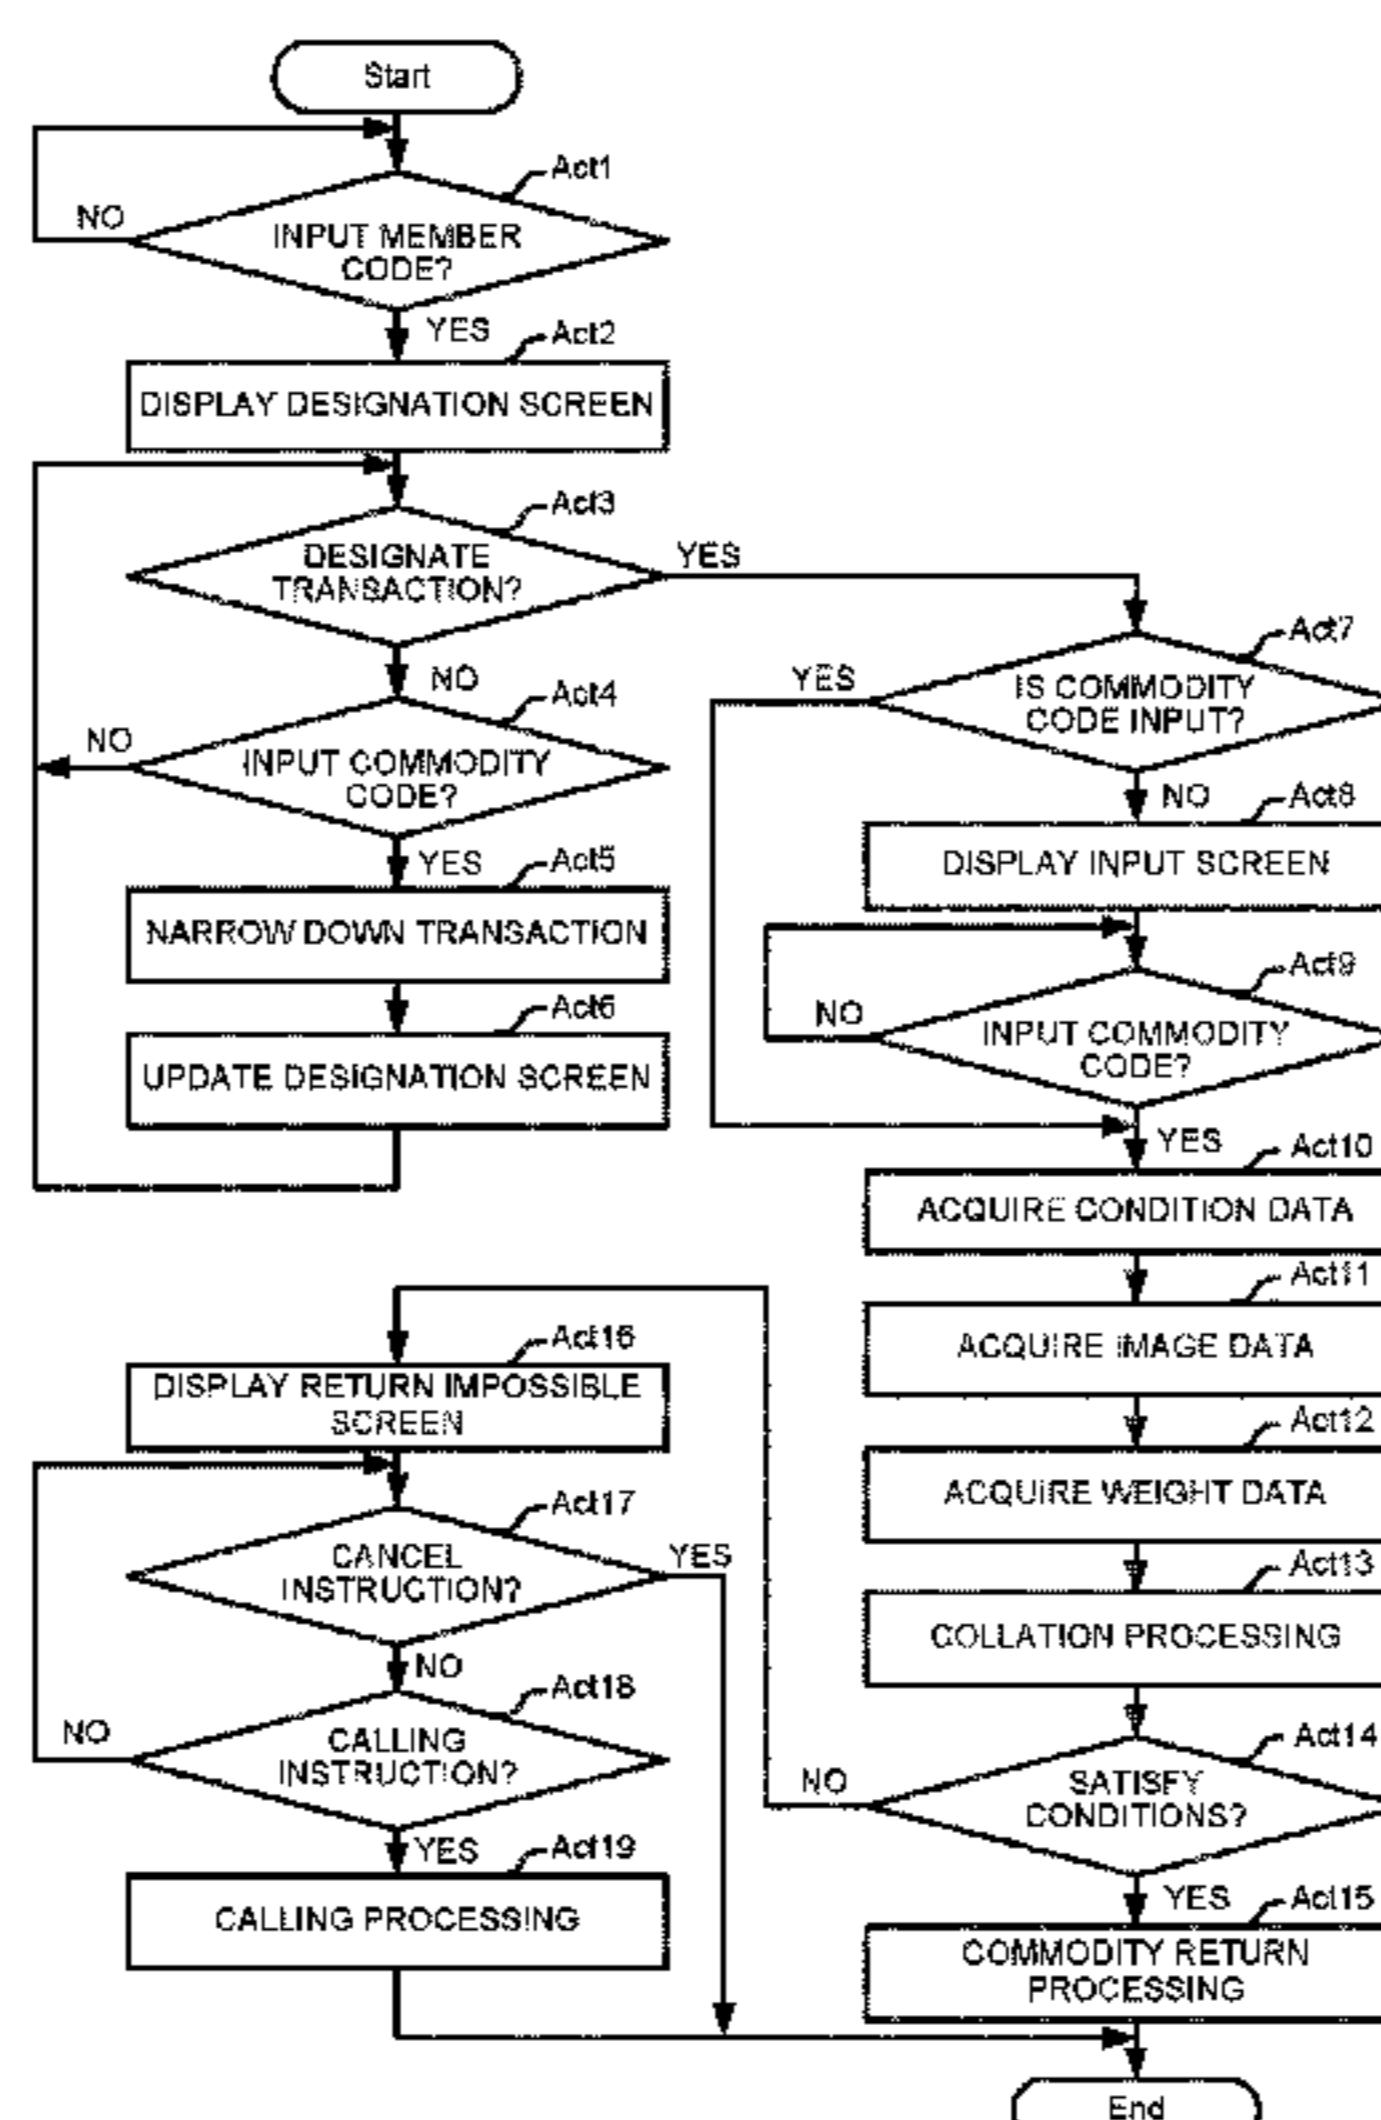 Start
Act1
NO
INPUT MEMBER
CODE?
YES
Act2
DISPLAY DESIGNATION SCREEN
Act3
DESIGNATE
TRANSACTION?
YES
NO
Act4
NO
INPUT COMMODITY
CODE?
YES
Act5
NARROW DOWN TRANSACTION
Act6
UPDATE DESIGNATION SCREEN
Act7
YES
IS COMMODITY
CODE INPUT?
NO
Act8
DISPLAY INPUT SCREEN
Act9
NO
INPUT COMMODITY
CODE?
YES
Act10
ACQUIRE CONDITION DATA
Act11
ACQUIRE IMAGE DATA
Act12
ACQUIRE WEIGHT DATA
Act13
COLLATION PROCESSING
Act14
NO
SATISFY
CONDITIONS?
YES
Act15
COMMODITY RETURN
PROCESSING
Act16
DISPLAY RETURN IMPOSSIBLE
SCREEN
Act17
CANCEL
INSTRUCTION?
YES
NO
Act18
NO
CALLING
INSTRUCTION?
YES
Act19
CALLING PROCESSING
End